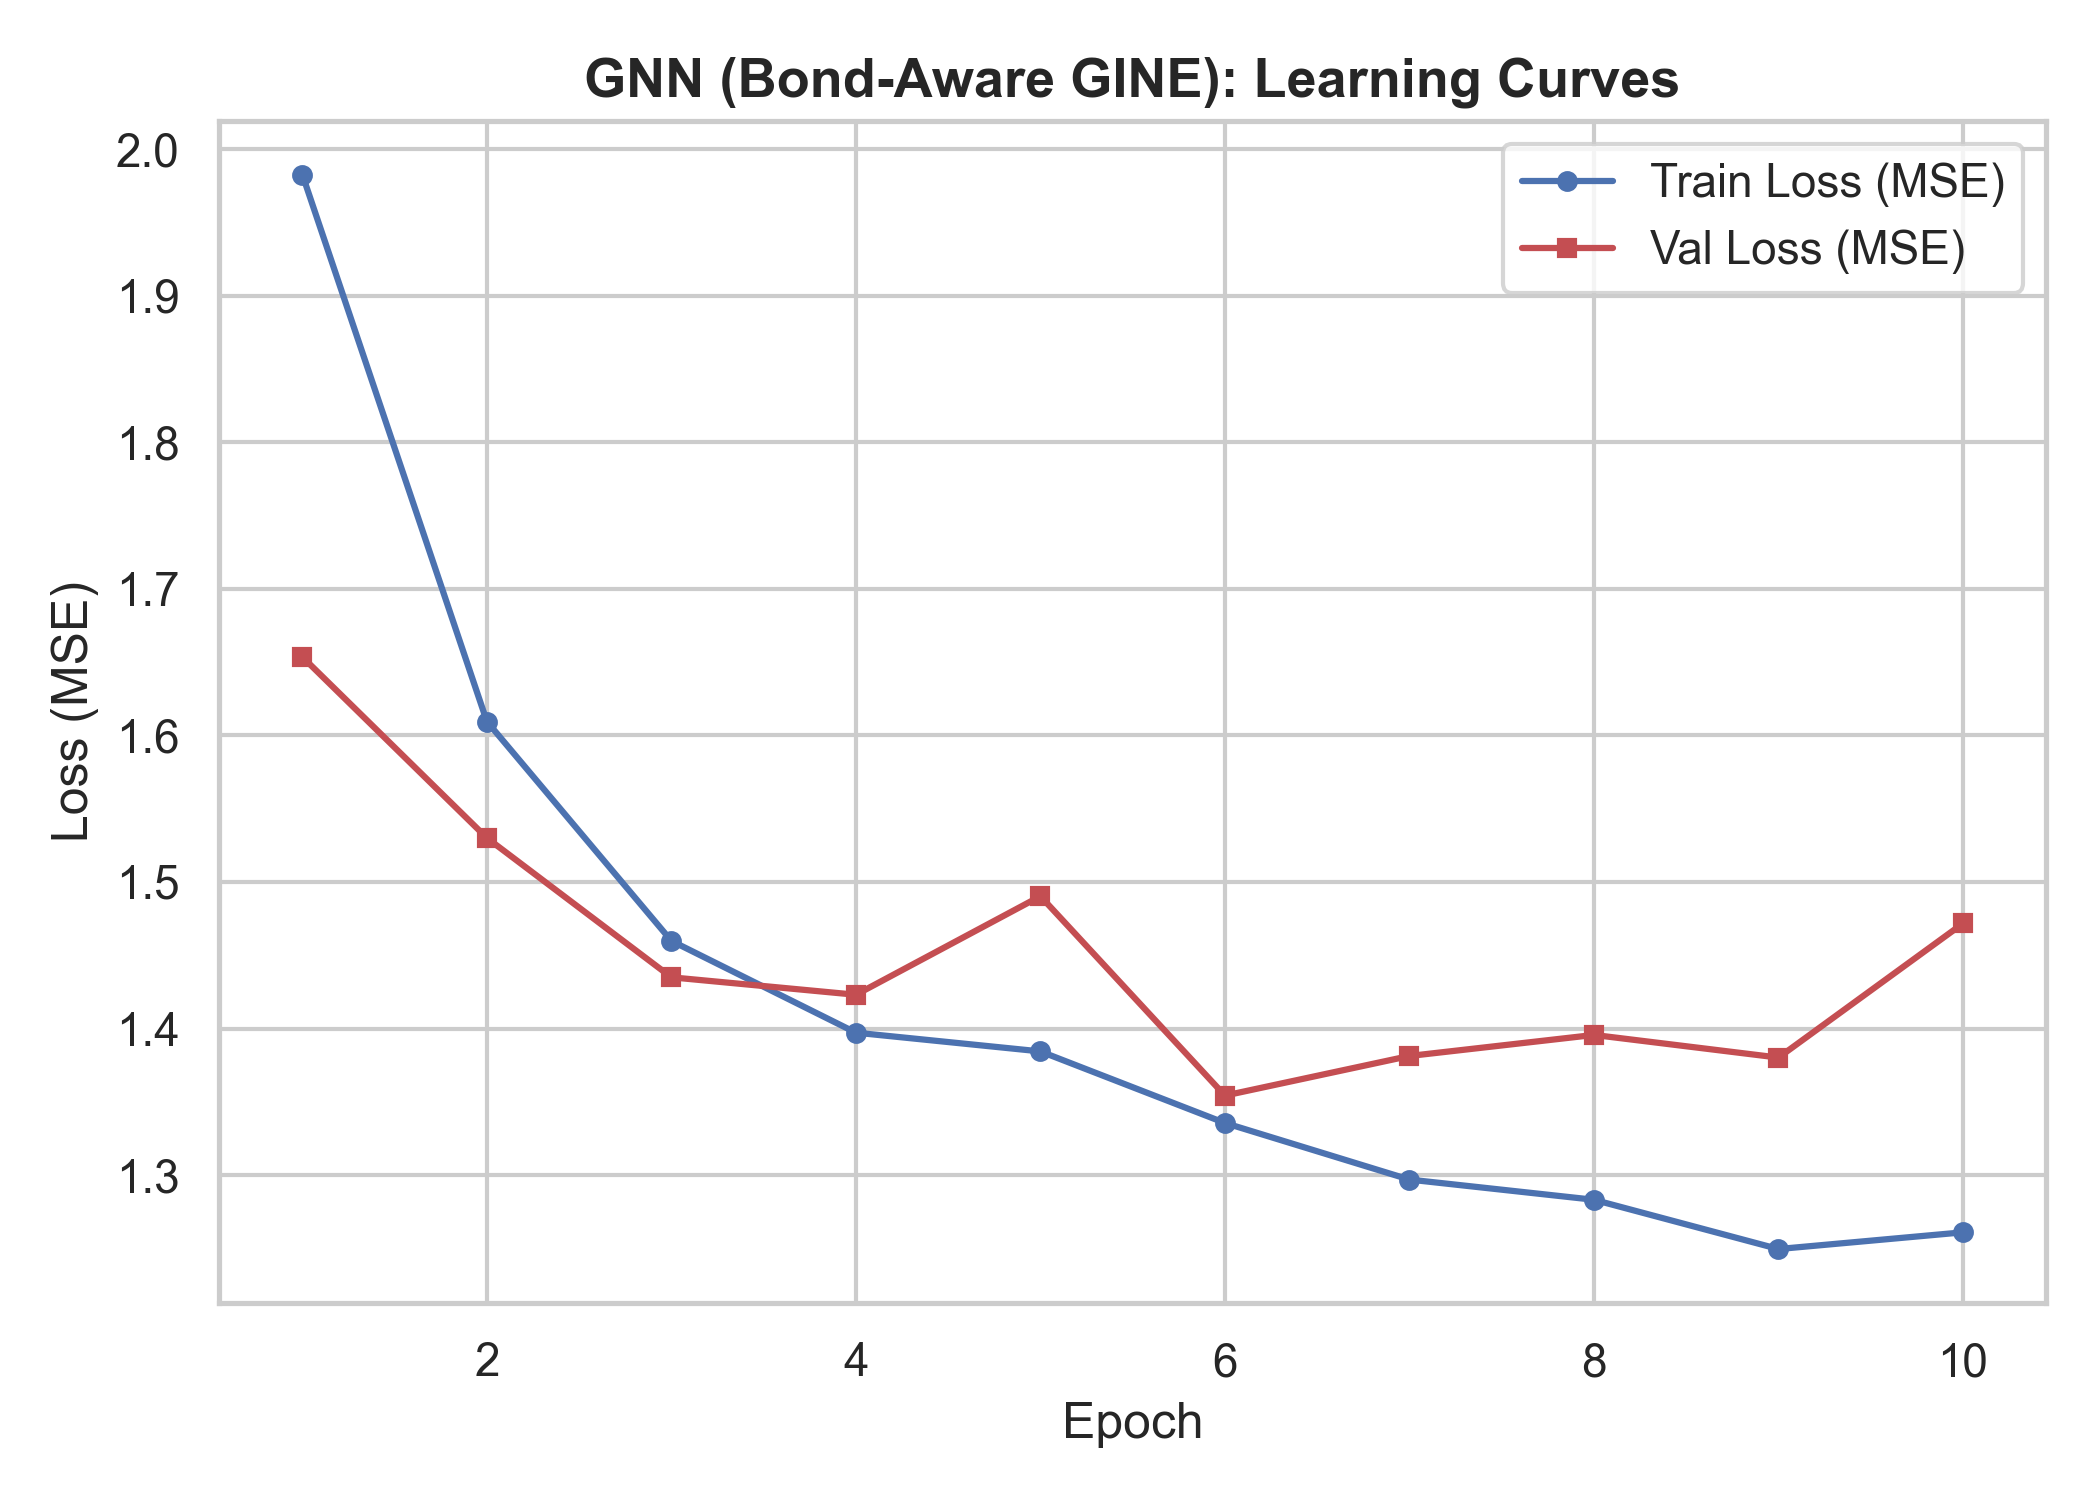 GNN (Bond-Aware GINE): Learning Curves
Train Loss (MSE)
Val Loss (MSE)
2.0
1.9
1.8
1.7
1.6
1.5
1.4
1.3
Loss (MSE)
2 4 6 8 10
Epoch